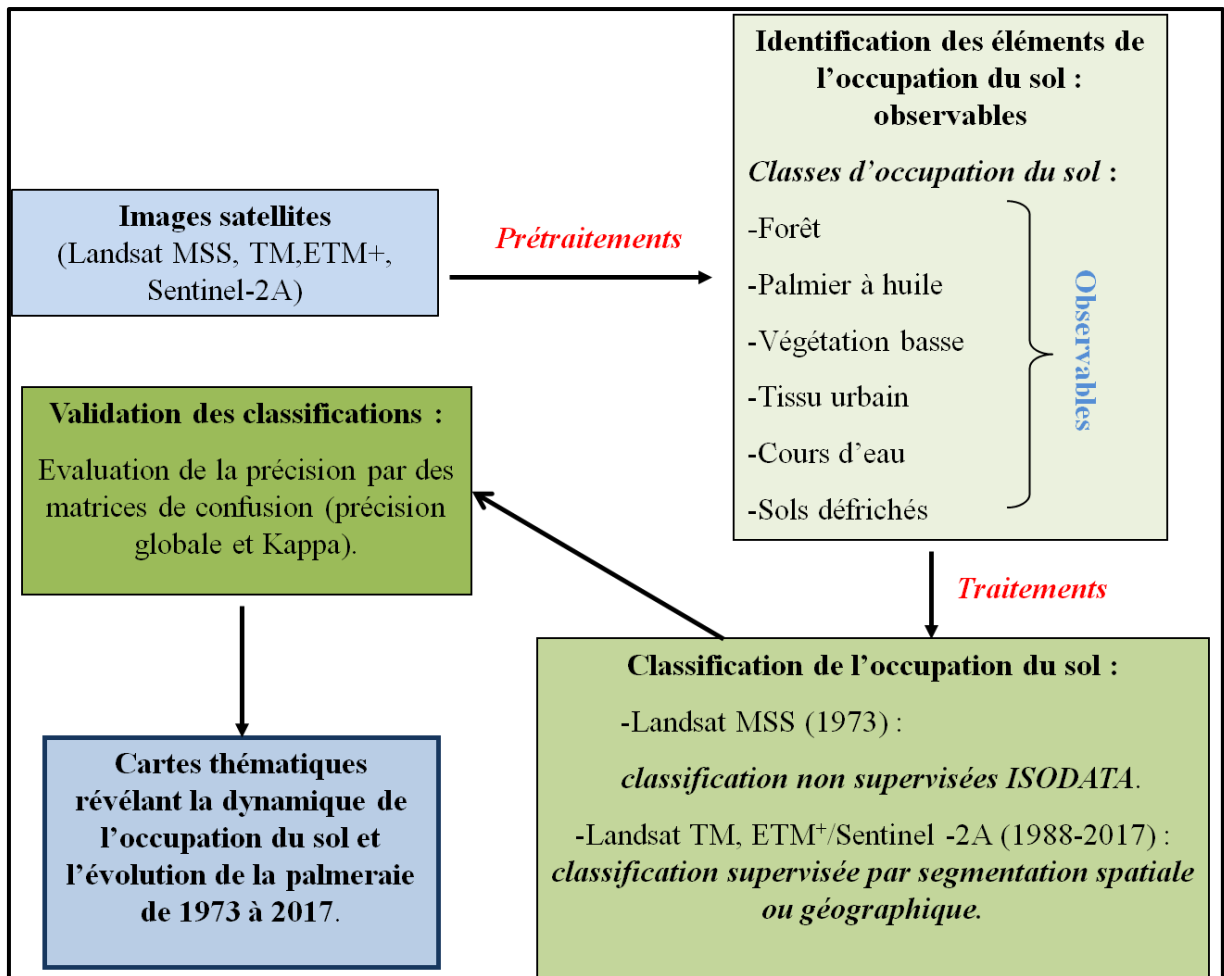 Images satellites
(Landsat MSS, TM,ETM+,
Sentinel-2A)
Prétraitements
Identification des éléments de
l’occupation du sol :
observables
Classes d’occupation du sol :
-Forêt
-Palmier à huile
-Végétation basse
-Tissu urbain
-Cours d’eau
-Sols défrichés
Observables
Traitements
Classification de l’occupation du sol :
-Landsat MSS (1973) :
classification non supervisées ISODATA.
-Landsat TM, ETM⁺/Sentinel -2A (1988-2017) :
classification supervisée par segmentation spatiale
ou géographique.
Validation des classifications :
Evaluation de la précision par des
matrices de confusion (précision
globale et Kappa).
Cartes thématiques
révélant la dynamique de
l’occupation du sol et
l’évolution de la palmeraie
de 1973 à 2017.